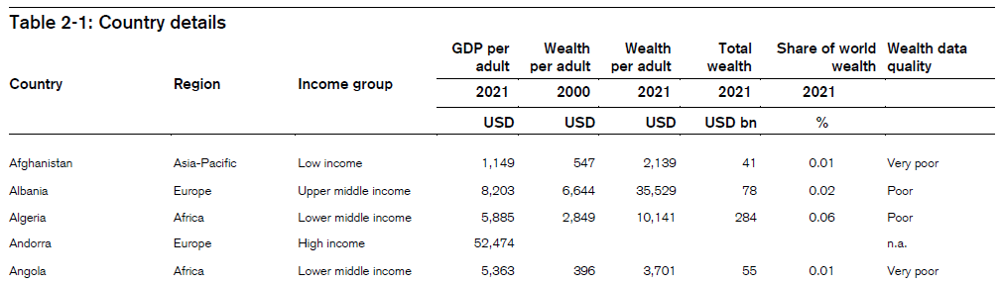 Table 2-1: Country details
GDP per Wealth Wealth Total Share of world Wealth data
adult per adult per adult wealth wealth quality
Country Region Income group
2021 2000 2021 2021 2021
USD USD USD USD bn %
Afghanistan Asia-Pacific Low income 1,149 547 2,139 41 0.01 Very poor
Albania Europe Upper middle income 8,203 6,644 35,529 78 0.02 Poor
Algeria Africa Lower middle income 5,885 2,849 10,141 284 0.06 Poor
Andorra Europe High income 52,474 n.a.
Angola Africa Lower middle income 5,363 396 3,701 55 0.01 Very poor